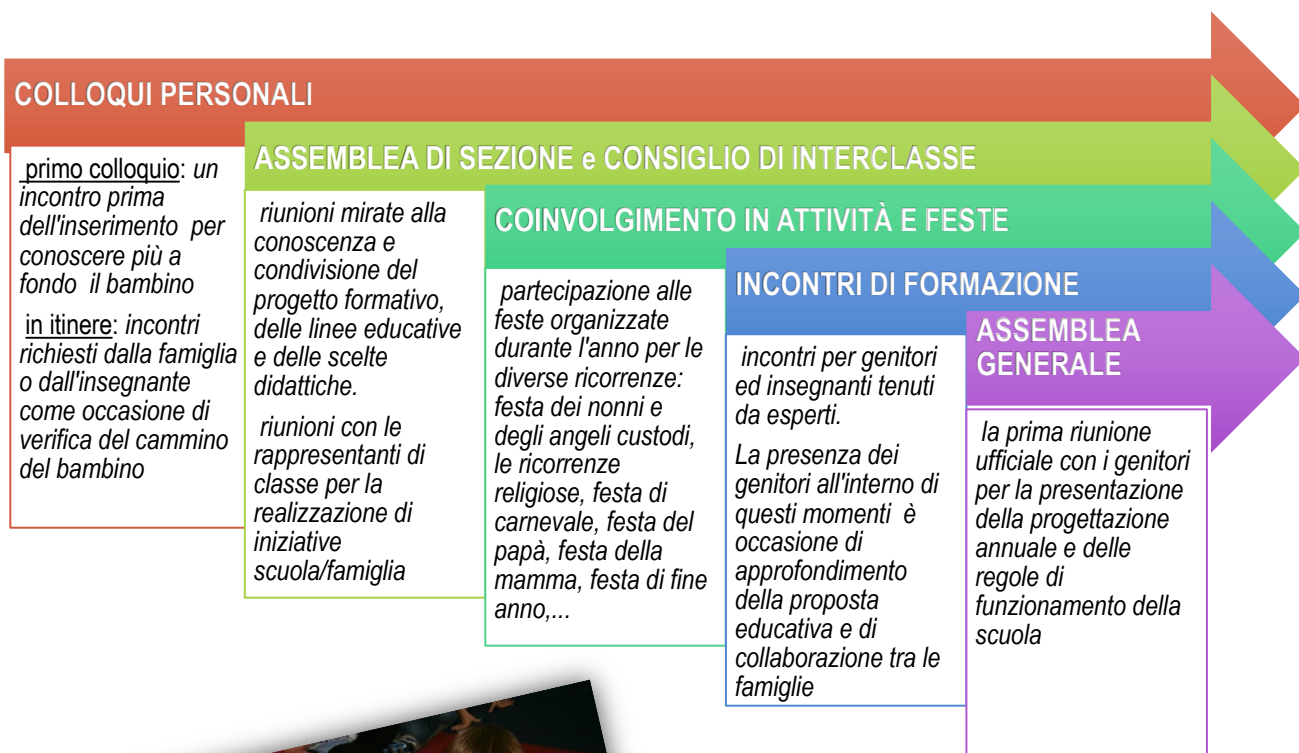 COLLOQUI PERSONALI
primo colloquio: un
incontro prima
dell'inserimento per
conoscere più a
fondo il bambino
in itinere: incontri
richiesti dalla famiglia
o dall'insegnante
come occasione di
verifica del cammino
del bambino
ASSEMBLEA DI SEZIONE e CONSIGLIO DI INTERCLASSE
riunioni mirate alla
conoscenza e
condivisione del
progetto formativo,
delle linee educative
e delle scelte
didattiche.
riunioni con le
rappresentanti di
classe per la
realizzazione di
iniziative
scuola/famiglia
COINVOLGIMENTO IN ATTIVITÀ E FESTE
partecipazione alle
feste organizzate
durante l'anno per le
diverse ricorrenze:
festa dei nonni e
degli angeli custodi,
le ricorrenze
religiose, festa di
carnevale, festa del
papà, festa della
mamma, festa di fine
anno,...
INCONTRI DI FORMAZIONE
incontri per genitori
ed insegnanti tenuti
da esperti.
La presenza dei
genitori all'interno di
questi momenti è
occasione di
approfondimento
della proposta
educativa e di
collaborazione tra le
famiglie
ASSEMBLEA
GENERALE
la prima riunione
ufficiale con i genitori
per la presentazione
della progettazione
annuale e delle
regole di
funzionamento della
scuola